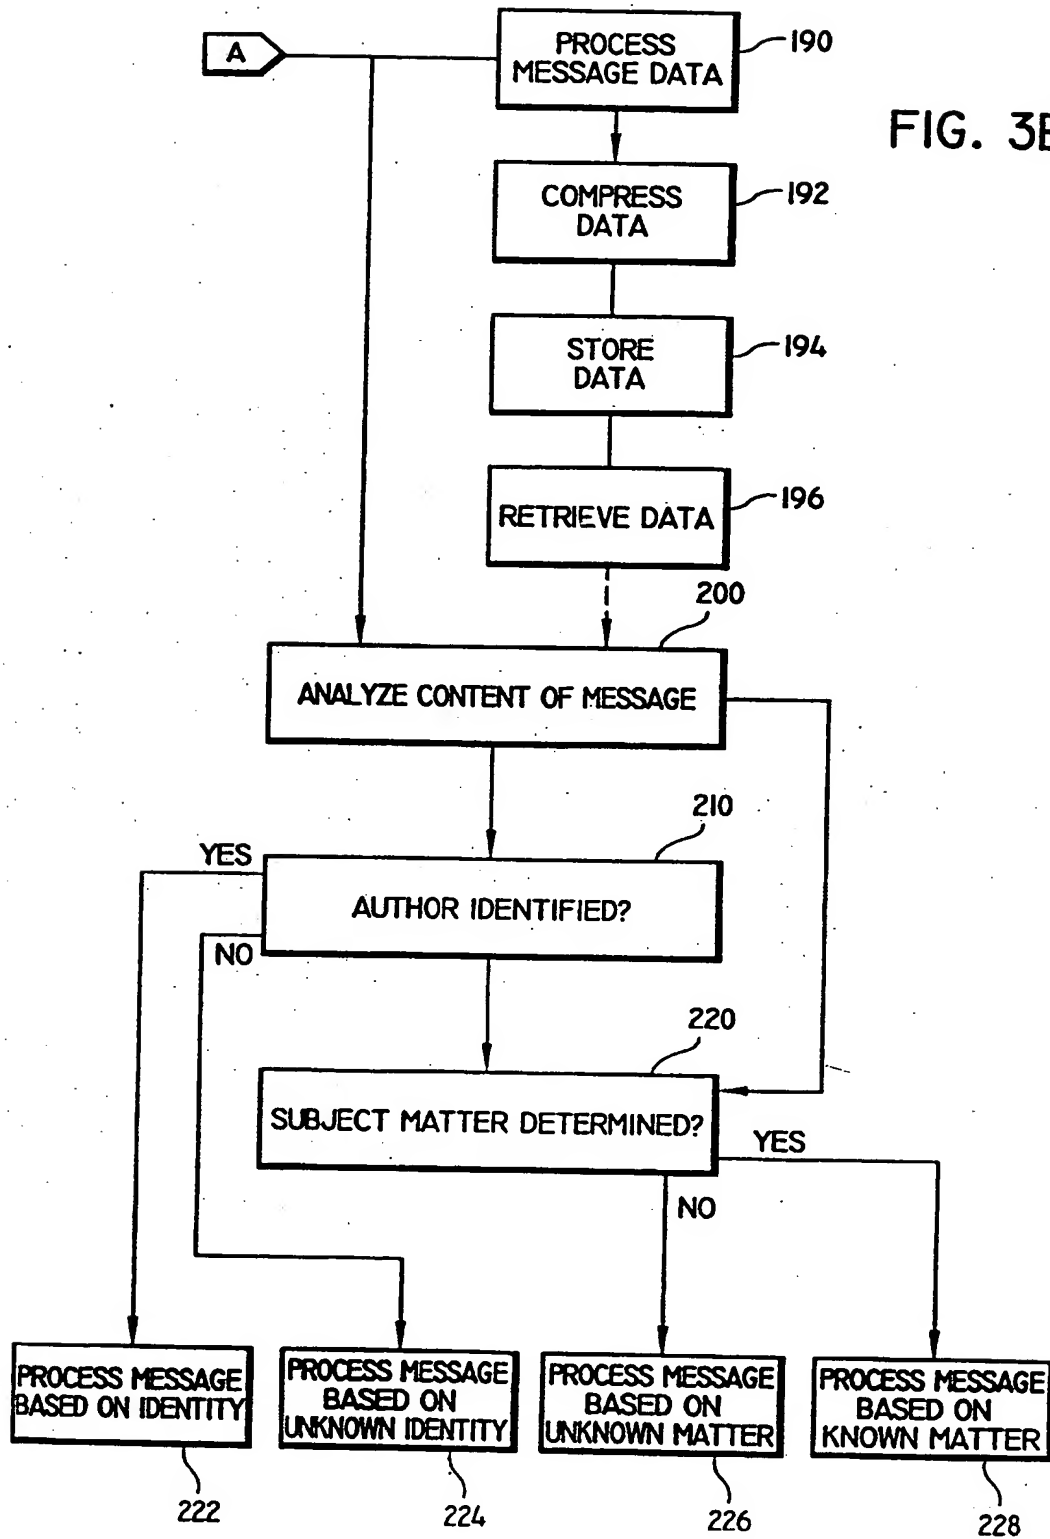 A
PROCESS
MESSAGE DATA
190
FIG. 3B
COMPRESS
DATA
192
STORE
DATA
194
RETRIEVE DATA
196
200
ANALYZE CONTENT OF MESSAGE
210
YES
AUTHOR IDENTIFIED?
NO
220
SUBJECT MATTER DETERMINED?
YES
NO
PROCESS MESSAGE
BASED ON IDENTITY
PROCESS MESSAGE
BASED ON
UNKNOWN IDENTITY
PROCESS MESSAGE
BASED ON
UNKNOWN MATTER
PROCESS MESSAGE
BASED ON
KNOWN MATTER
222
224
226
228